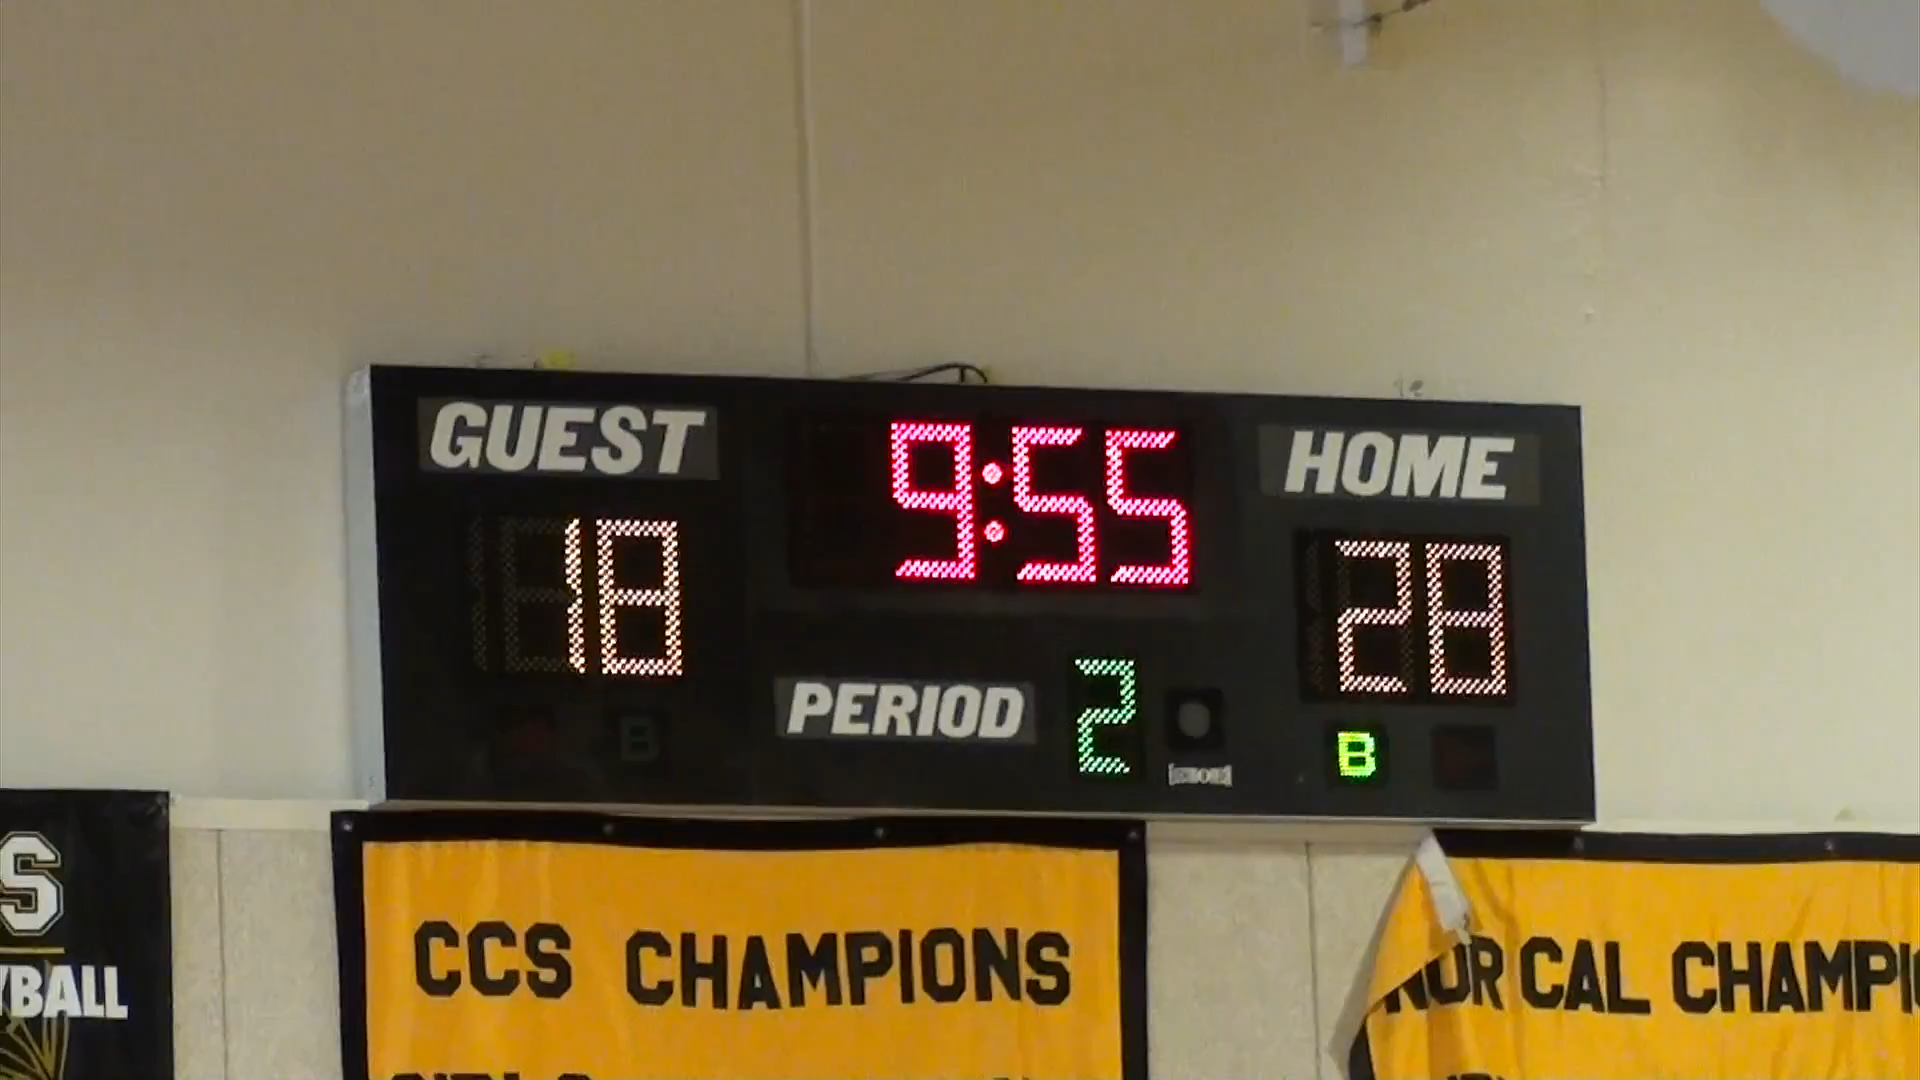 GUEST
9:55
HOME
18
28
PERIOD
2
B
B
S
YBALL
CCS CHAMPIONS
NOR CAL CHAMPI